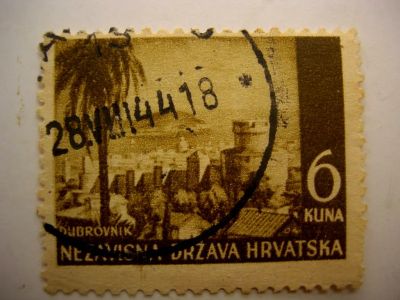 28.VIII 44 18 *
6
KUNA
DUBROVNIK
NEZAVISNA DRŽAVA HRVATSKA